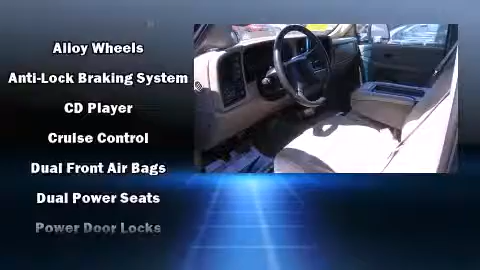 Alloy Wheels
Anti-Lock Braking System
CD Player
Cruise Control
Dual Front Air Bags
Dual Power Seats
Power Door Locks